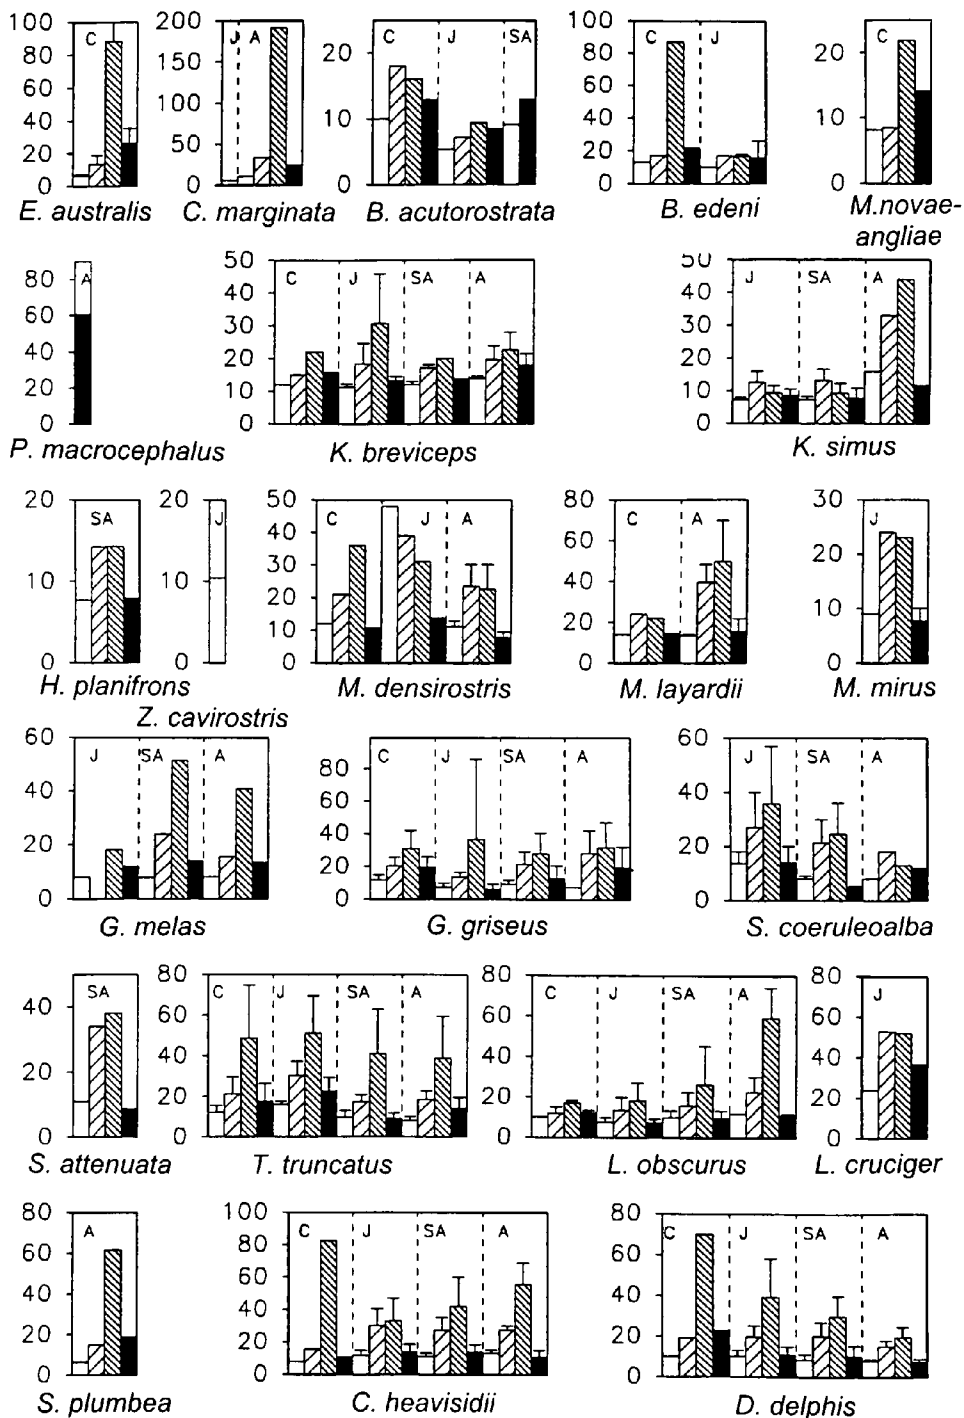 100 80 60 40 20 0 C
E. australis
200 150 100 50 0 J A
C. marginata
20 10 0 C J SA
B. acutorostrata
100 80 60 40 20 0 C J
B. edeni
20 10 0 C
M.novae-
angliae
80 60 40 20 0 A
P. macrocephalus
50 40 30 20 10 0 C J SA A
K. breviceps
50 40 30 20 10 0 J SA A
K. simus
20 10 0 SA
H. planifrons
20 10 0 J
Z. cavirostris
50 40 30 20 10 0 C J A
M. densirostris
80 60 40 20 0 C A
M. layardii
30 20 10 0 J
M. mirus
60 40 20 0 J SA A
G. melas
80 60 40 20 0 C J SA A
G. griseus
60 40 20 0 J SA A
S. coeruleoalba
40 20 0 SA
S. attenuata
80 60 40 20 0 C J SA A
T. truncatus
80 60 40 20 0 C J SA A
L. obscurus
80 60 40 20 0 J
L. cruciger
80 60 40 20 0 A
S. plumbea
100 80 60 40 20 0 C J SA A
C. heavisidii
80 60 40 20 0 C J SA A
D. delphis